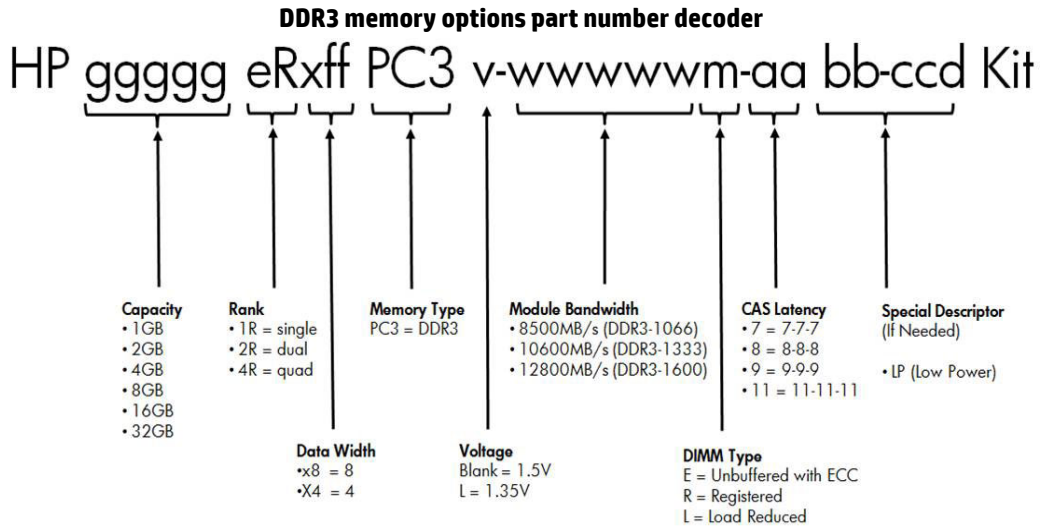 DDR3 memory options part number decoder
HP ggggg eRxff PC3 v-wwwwwm-aa bb-ccd Kit
Capacity
• 1GB
• 2GB
• 4GB
• 8GB
• 16GB
• 32GB
Rank
• 1R = single
• 2R = dual
• 4R = quad
Memory Type
PC3 = DDR3
Module Bandwidth
• 8500MB/s (DDR3-1066)
• 10600MB/s (DDR3-1333)
• 12800MB/s (DDR3-1600)
CAS Latency
• 7 = 7-7-7
• 8 = 8-8-8
• 9 = 9-9-9
• 11 = 11-11-11
Special Descriptor
(If Needed)
• LP (Low Power)
Data Width
•x8 = 8
•X4 = 4
Voltage
Blank = 1.5V
L = 1.35V
DIMM Type
E = Unbuffered with ECC
R = Registered
L = Load Reduced